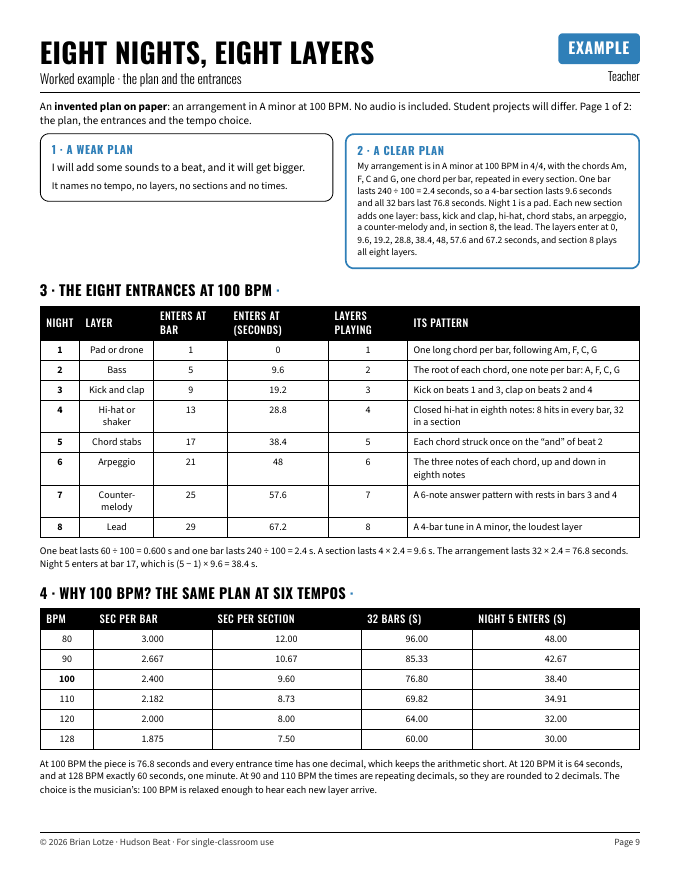 EIGHT NIGHTS, EIGHT LAYERS
EXAMPLE
Worked example · the plan and the entrances
Teacher
An invented plan on paper: an arrangement in A minor at 100 BPM. No audio is included. Student projects will differ. Page 1 of 2:
the plan, the entrances and the tempo choice.
1 · A WEAK PLAN
I will add some sounds to a beat, and it will get bigger.
It names no tempo, no layers, no sections and no times.
2 · A CLEAR PLAN
My arrangement is in A minor at 100 BPM in 4/4, with the chords Am,
F, C and G, one chord per bar, repeated in every section. One bar
lasts 240 ÷ 100 = 2.4 seconds, so a 4-bar section lasts 9.6 seconds
and all 32 bars last 76.8 seconds. Night 1 is a pad. Each new section
adds one layer: bass, kick and clap, hi-hat, chord stabs, an arpeggio,
a counter-melody and, in section 8, the lead. The layers enter at 0,
9.6, 19.2, 28.8, 38.4, 48, 57.6 and 67.2 seconds, and section 8 plays
all eight layers.
3 · THE EIGHT ENTRANCES AT 100 BPM ·
NIGHT LAYER ENTERS AT BAR ENTERS AT (SECONDS) LAYERS PLAYING ITS PATTERN
1 Pad or drone 1 0 1 One long chord per bar, following Am, F, C, G
2 Bass 5 9.6 2 The root of each chord, one note per bar: A, F, C, G
3 Kick and clap 9 19.2 3 Kick on beats 1 and 3, clap on beats 2 and 4
4 Hi-hat or shaker 13 28.8 4 Closed hi-hat in eighth notes: 8 hits in every bar, 32
in a section
5 Chord stabs 17 38.4 5 Each chord struck once on the “and” of beat 2
6 Arpeggio 21 48 6 The three notes of each chord, up and down in
eighth notes
7 Counter-melody 25 57.6 7 A 6-note answer pattern with rests in bars 3 and 4
8 Lead 29 67.2 8 A 4-bar tune in A minor, the loudest layer
One beat lasts 60 ÷ 100 = 0.600 s and one bar lasts 240 ÷ 100 = 2.4 s. A section lasts 4 × 2.4 = 9.6 s. The arrangement lasts 32 × 2.4 = 76.8 seconds.
Night 5 enters at bar 17, which is (5 − 1) × 9.6 = 38.4 s.
4 · WHY 100 BPM? THE SAME PLAN AT SIX TEMPOS ·
BPM SEC PER BAR SEC PER SECTION 32 BARS (S) NIGHT 5 ENTERS (S)
80 3.000 12.00 96.00 48.00
90 2.667 10.67 85.33 42.67
100 2.400 9.60 76.80 38.40
110 2.182 8.73 69.82 34.91
120 2.000 8.00 64.00 32.00
128 1.875 7.50 60.00 30.00
At 100 BPM the piece is 76.8 seconds and every entrance time has one decimal, which keeps the arithmetic short. At 120 BPM it is 64 seconds,
and at 128 BPM exactly 60 seconds, one minute. At 90 and 110 BPM the times are repeating decimals, so they are rounded to 2 decimals. The
choice is the musician’s: 100 BPM is relaxed enough to hear each new layer arrive.
© 2026 Brian Lotze · Hudson Beat · For single-classroom use
Page 9